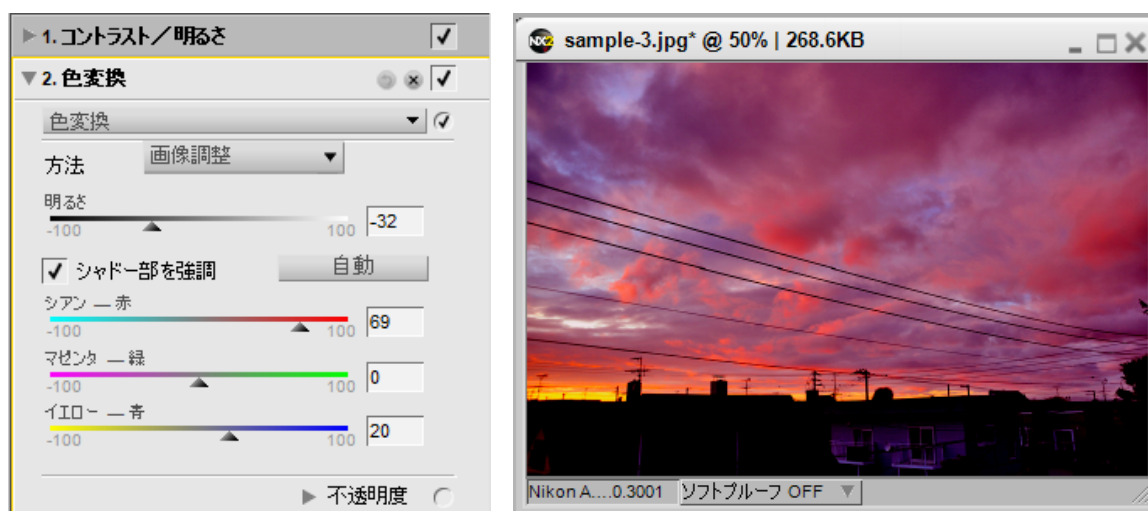 1. コントラスト／明るさ
2. 色変換
色変換
方法
画像調整
明るさ
-100
100
-32
シャドー部を強調
自動
シアン — 赤
-100
100
69
マゼンタ — 緑
-100
100
0
イエロー — 青
-100
100
20
不透明度
NX2
sample-3.jpg* @ 50% | 268.6KB
Nikon A....0.3001
ソフトプルーフ OFF